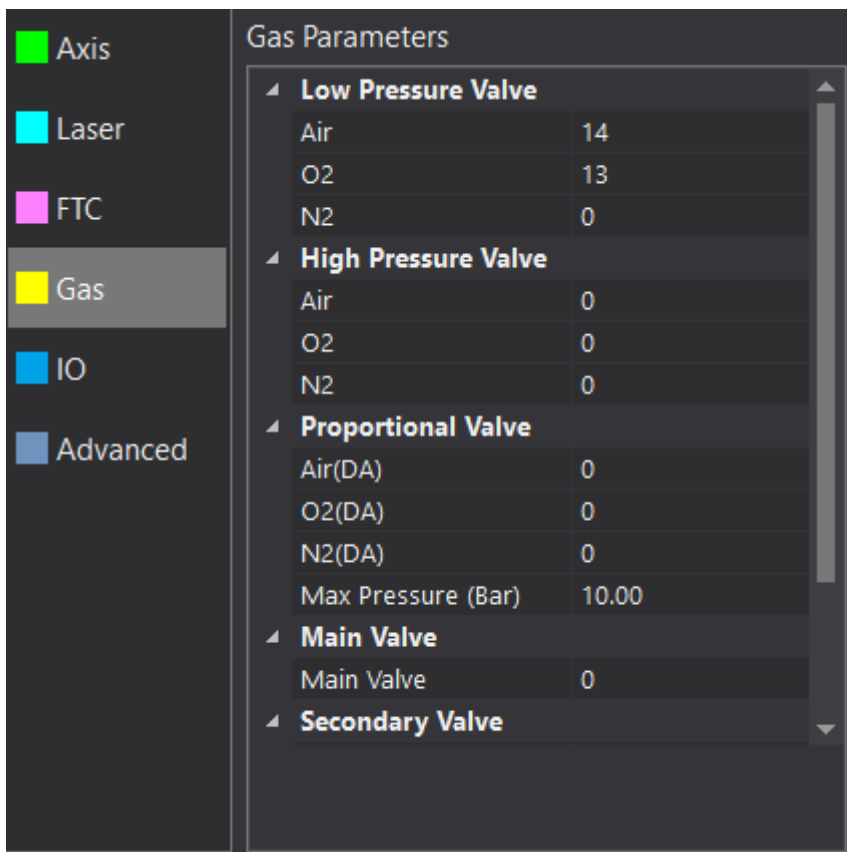 Axis
Laser
FTC
Gas
IO
Advanced
Gas Parameters
Low Pressure Valve
Air 14
O2 13
N2 0
High Pressure Valve
Air 0
O2 0
N2 0
Proportional Valve
Air(DA) 0
O2(DA) 0
N2(DA) 0
Max Pressure (Bar) 10.00
Main Valve
Main Valve 0
Secondary Valve